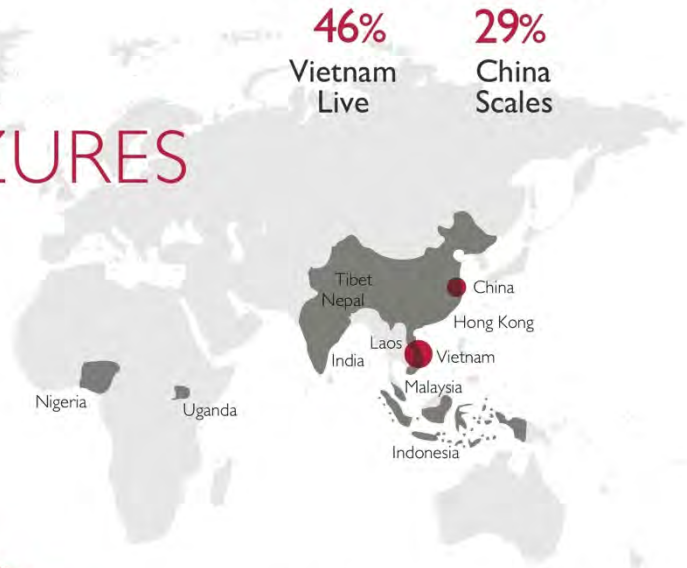 46%
Vietnam
Live
29%
China
Scales
ZURES
Tibet
Nepal
China
Hong Kong
Laos
India
Vietnam
Malaysia
Nigeria
Uganda
Indonesia